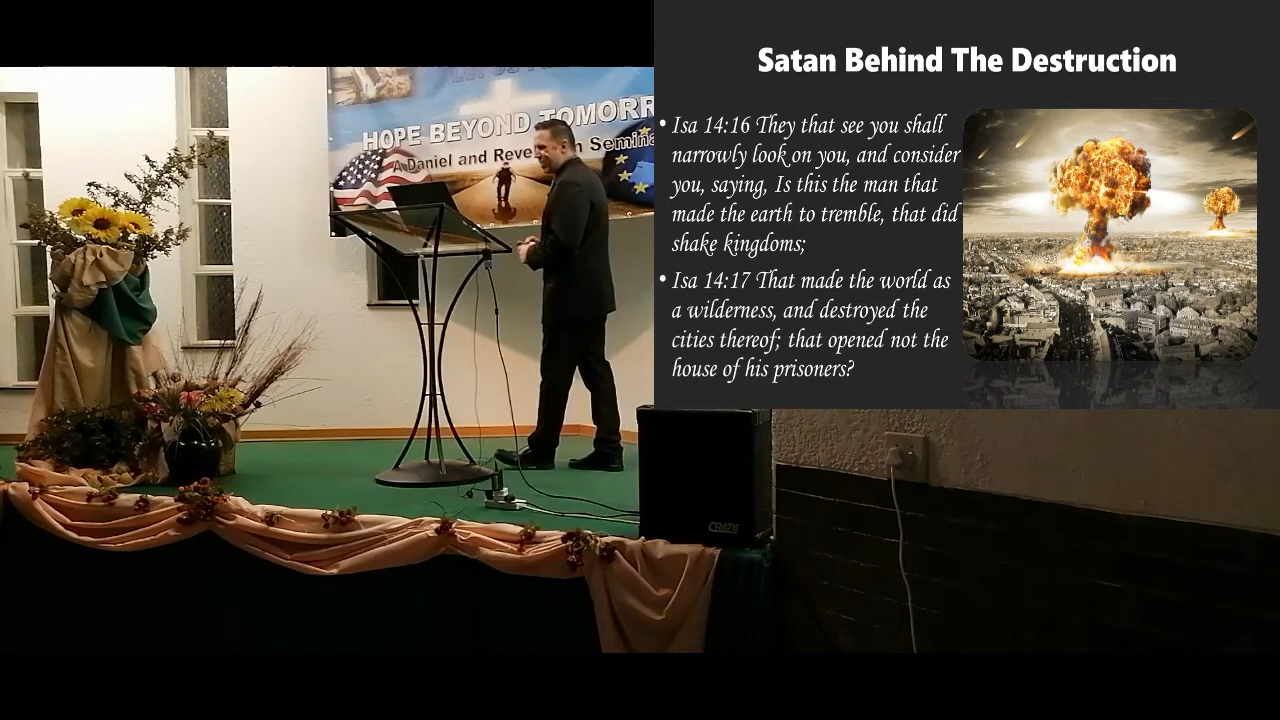 HOPE BEYOND TOMORR
A Daniel and Seminar
Satan Behind The Destruction
• Isa 14:16 They that see you shall
narrowly look on you, and consider
you, saying, Is this the man that
made the earth to tremble, that did
shake kingdoms;
• Isa 14:17 That made the world as
a wilderness, and destroyed the
cities thereof; that opened not the
house of his prisoners?
CRATE